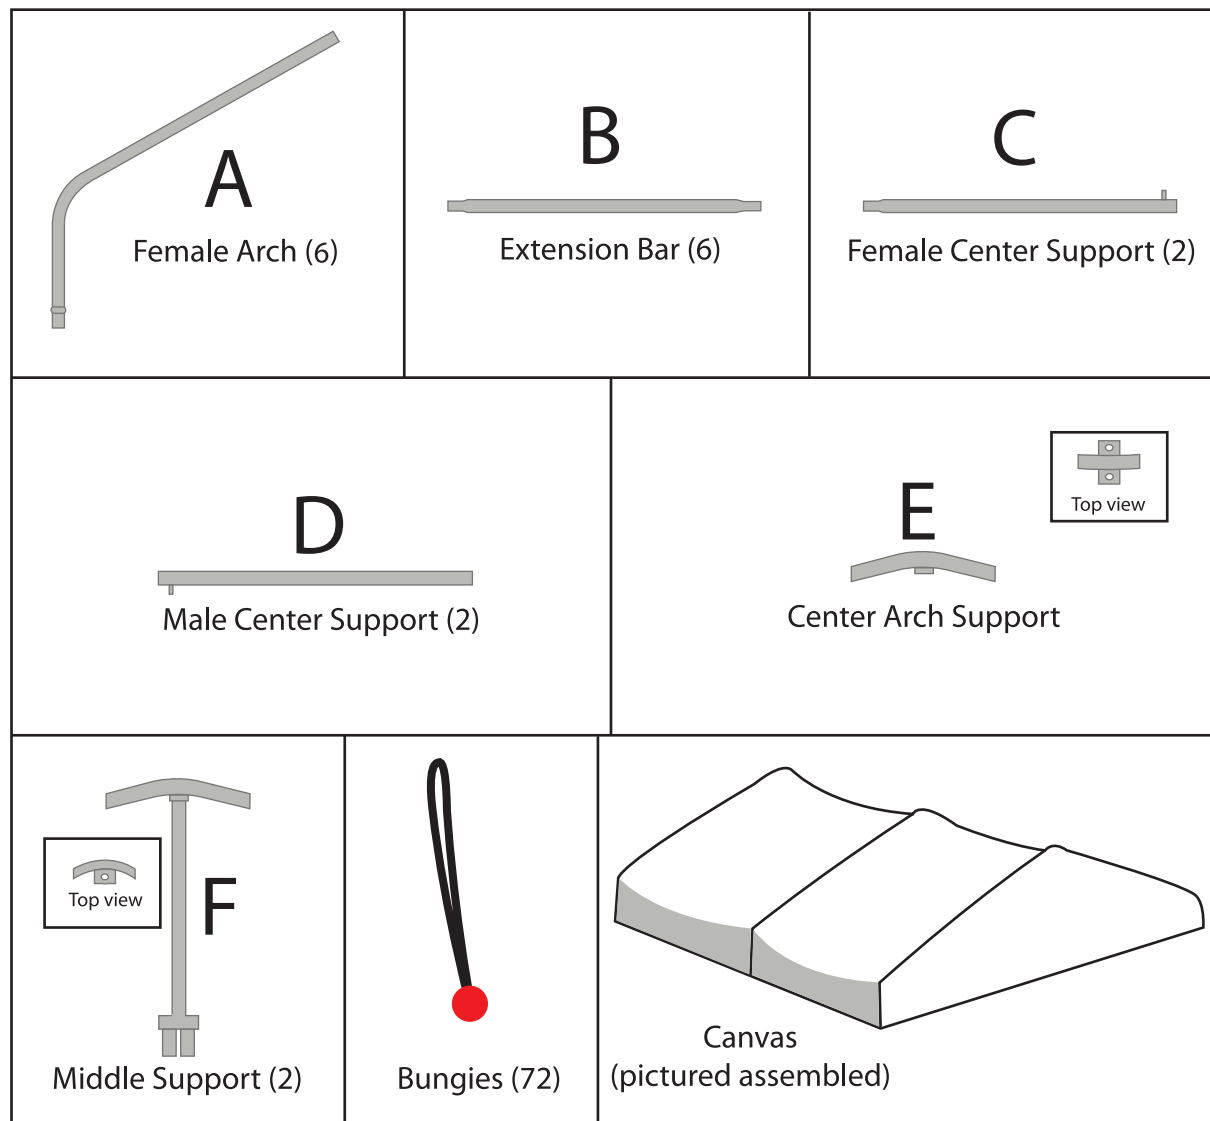 A
Female Arch (6)
B
Extension Bar (6)
C
Female Center Support (2)
D
Male Center Support (2)
E
Top view
Center Arch Support
F
Top view
Middle Support (2)
Bungies (72)
Canvas
(pictured assembled)